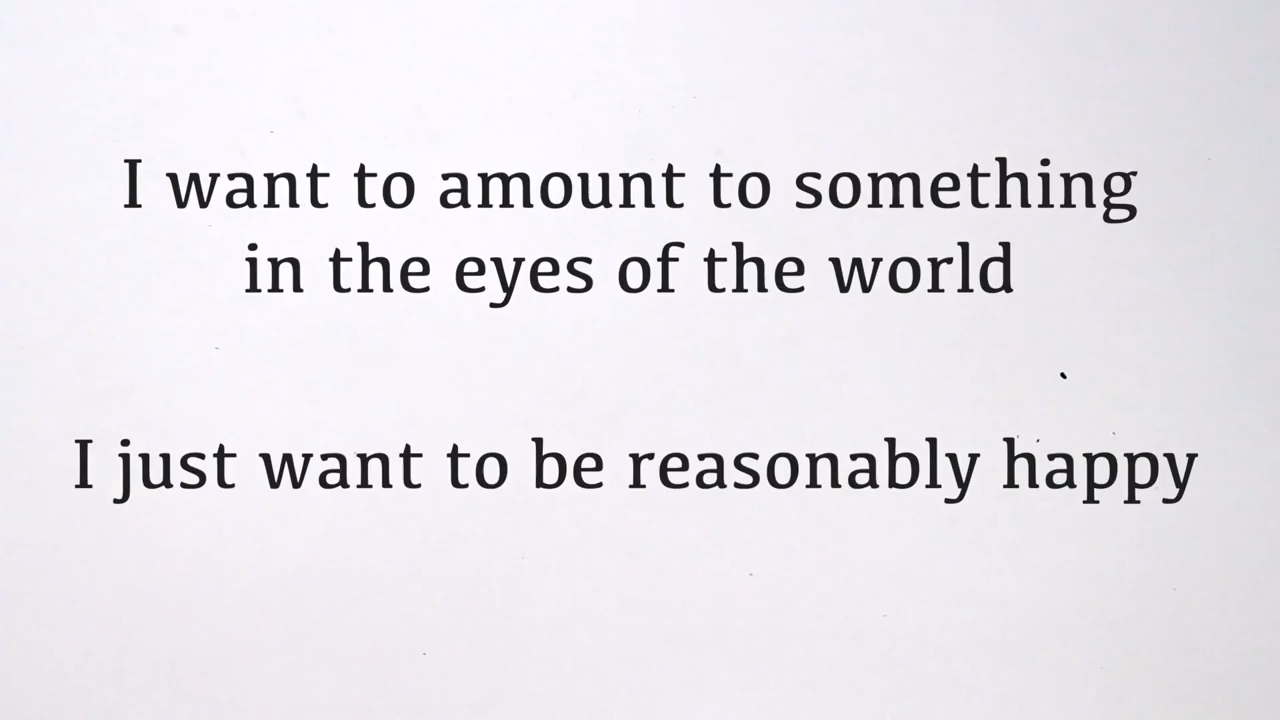 I want to amount to something
in the eyes of the world
I just want to be reasonably happy